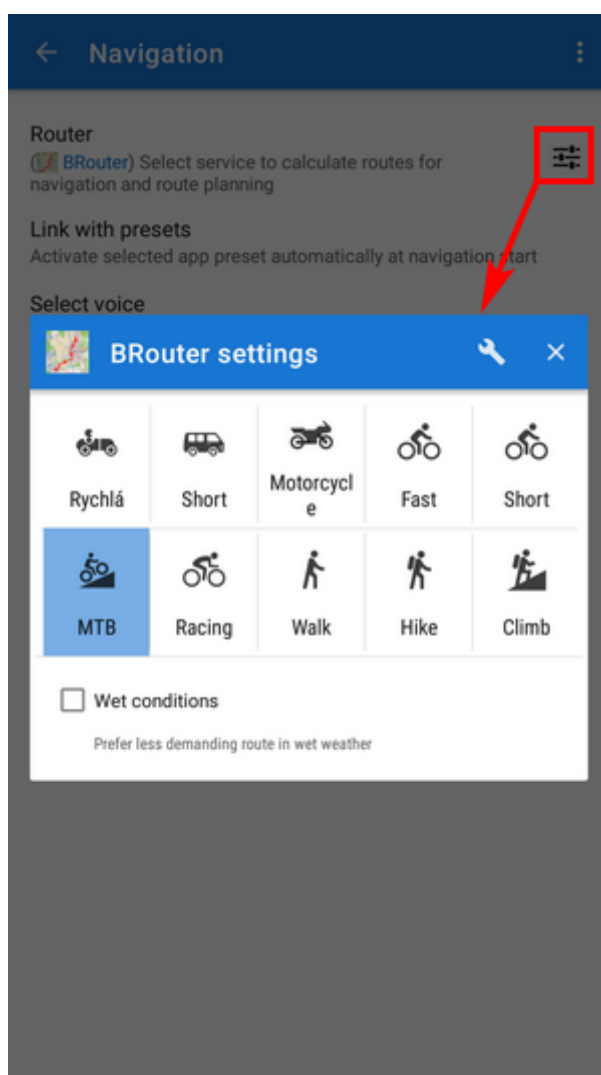 Navigation
Router
(BRouter) Select service to calculate routes for
navigation and route planning
Link with presets
Activate selected app preset automatically at navigation start
Select voice
BRouter settings
Rychlá
Short
Motorcycl
e
Fast
Short
MTB
Racing
Walk
Hike
Climb
Wet conditions
Prefer less demanding route in wet weather